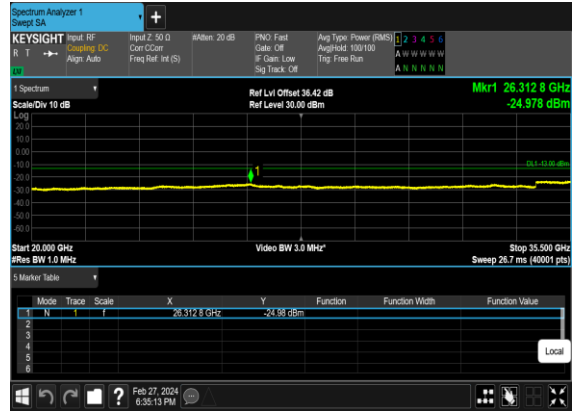 Spectrum Analyzer 1
Swept SA
+
KEYSIGHT Input: RF Input Z: 50 Ω #Atten: 20 dB PNO: Fast Avg Type: Power (RMS) 1 2 3 4 5 6
R T Coupling: DC Corr CCorr Gate: Off Avg|Hold: 100/100 A W W W W W
Align: Auto Freq Ref: Int (S) IF Gain: Low Trig: Free Run
Sig Track: Off A N N N N N
1 Spectrum Ref Lvl Offset 36.42 dB Mkr1 26.312 8 GHz
Scale/Div 10 dB Ref Level 30.00 dBm -24.978 dBm
Log
20.0
10.0
0.00
-10.0 DL1 -13.00 dBm
1
-20.0
-30.0
-40.0
-50.0
-60.0
Start 20.000 GHz Video BW 3.0 MHz* Stop 35.500 GHz
#Res BW 1.0 MHz Sweep 26.7 ms (40001 pts)
5 Marker Table
Mode Trace Scale X Y Function Function Width Function Value
1 N 1 f 26.312 8 GHz -24.98 dBm
2
3
4
5
6
Local
? Feb 27, 2024
6:35:13 PM